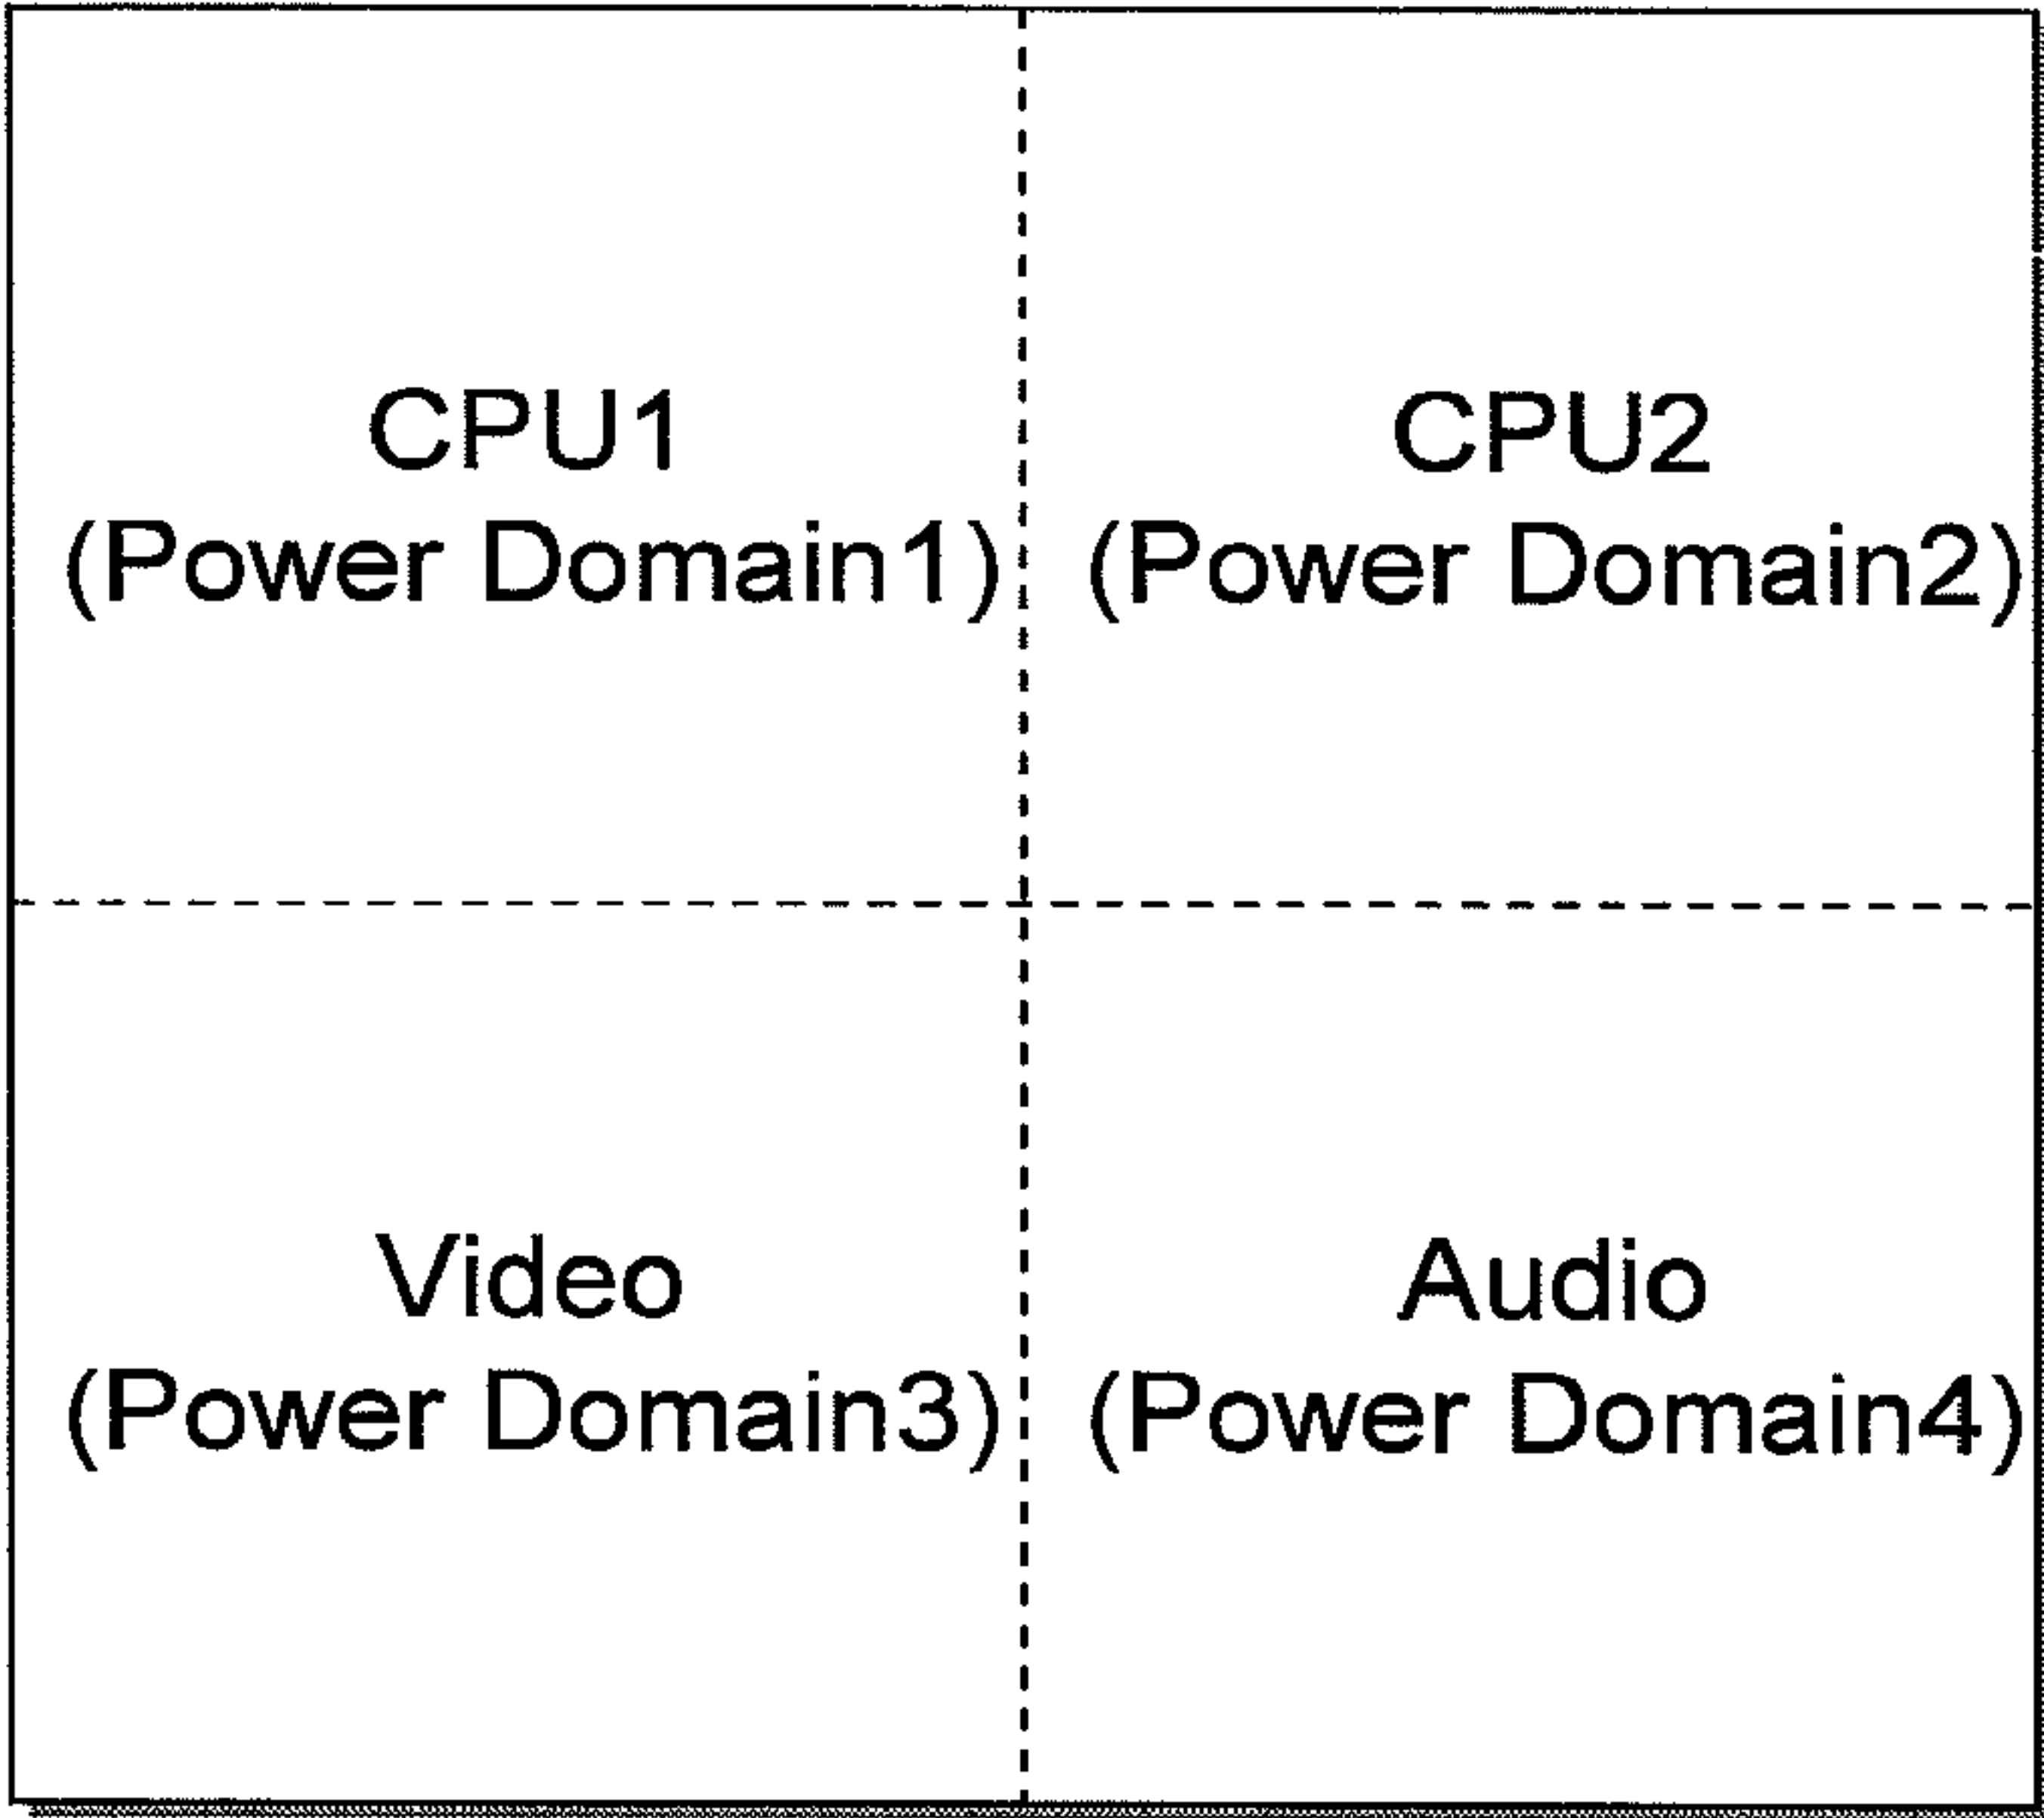 CPU1
(Power Domain1)
CPU2
(Power Domain2)
Video
(Power Domain3)
Audio
(Power Domain4)